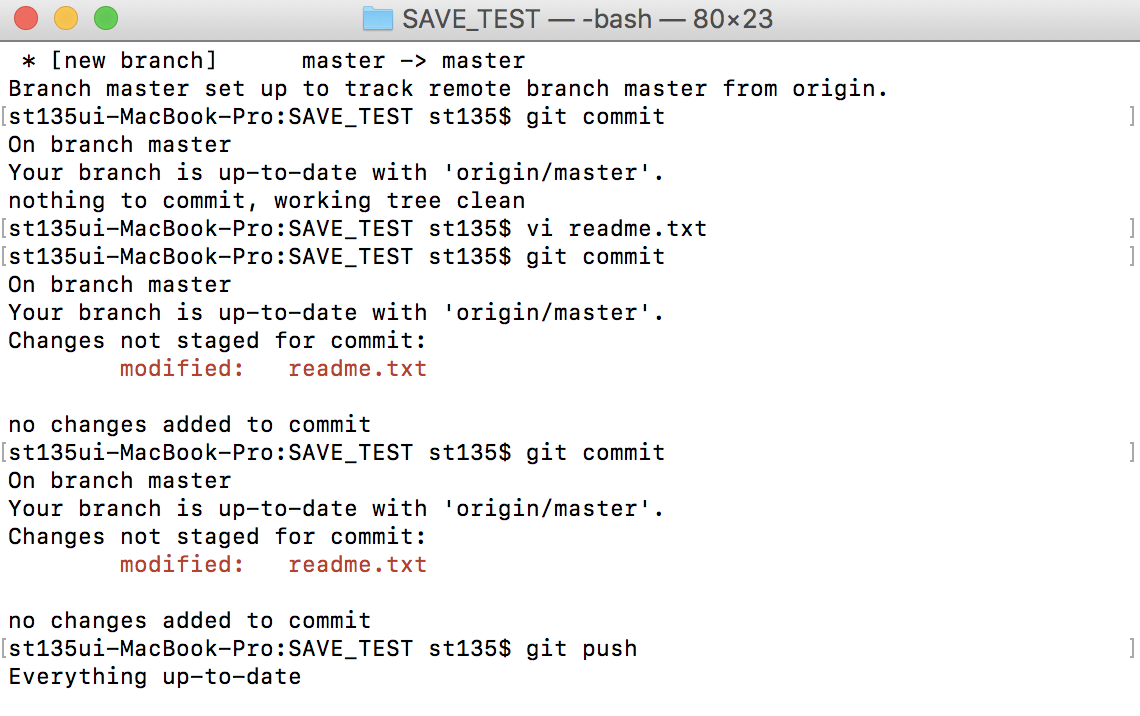 SAVE_TEST — -bash — 80×23
* [new branch]      master -> master
Branch master set up to track remote branch master from origin.
[st135ui-MacBook-Pro:SAVE_TEST st135$ git commit ]
On branch master
Your branch is up-to-date with 'origin/master'.
nothing to commit, working tree clean
[st135ui-MacBook-Pro:SAVE_TEST st135$ vi readme.txt ]
[st135ui-MacBook-Pro:SAVE_TEST st135$ git commit ]
On branch master
Your branch is up-to-date with 'origin/master'.
Changes not staged for commit:
        modified:   readme.txt
no changes added to commit
[st135ui-MacBook-Pro:SAVE_TEST st135$ git commit ]
On branch master
Your branch is up-to-date with 'origin/master'.
Changes not staged for commit:
        modified:   readme.txt
no changes added to commit
[st135ui-MacBook-Pro:SAVE_TEST st135$ git push ]
Everything up-to-date